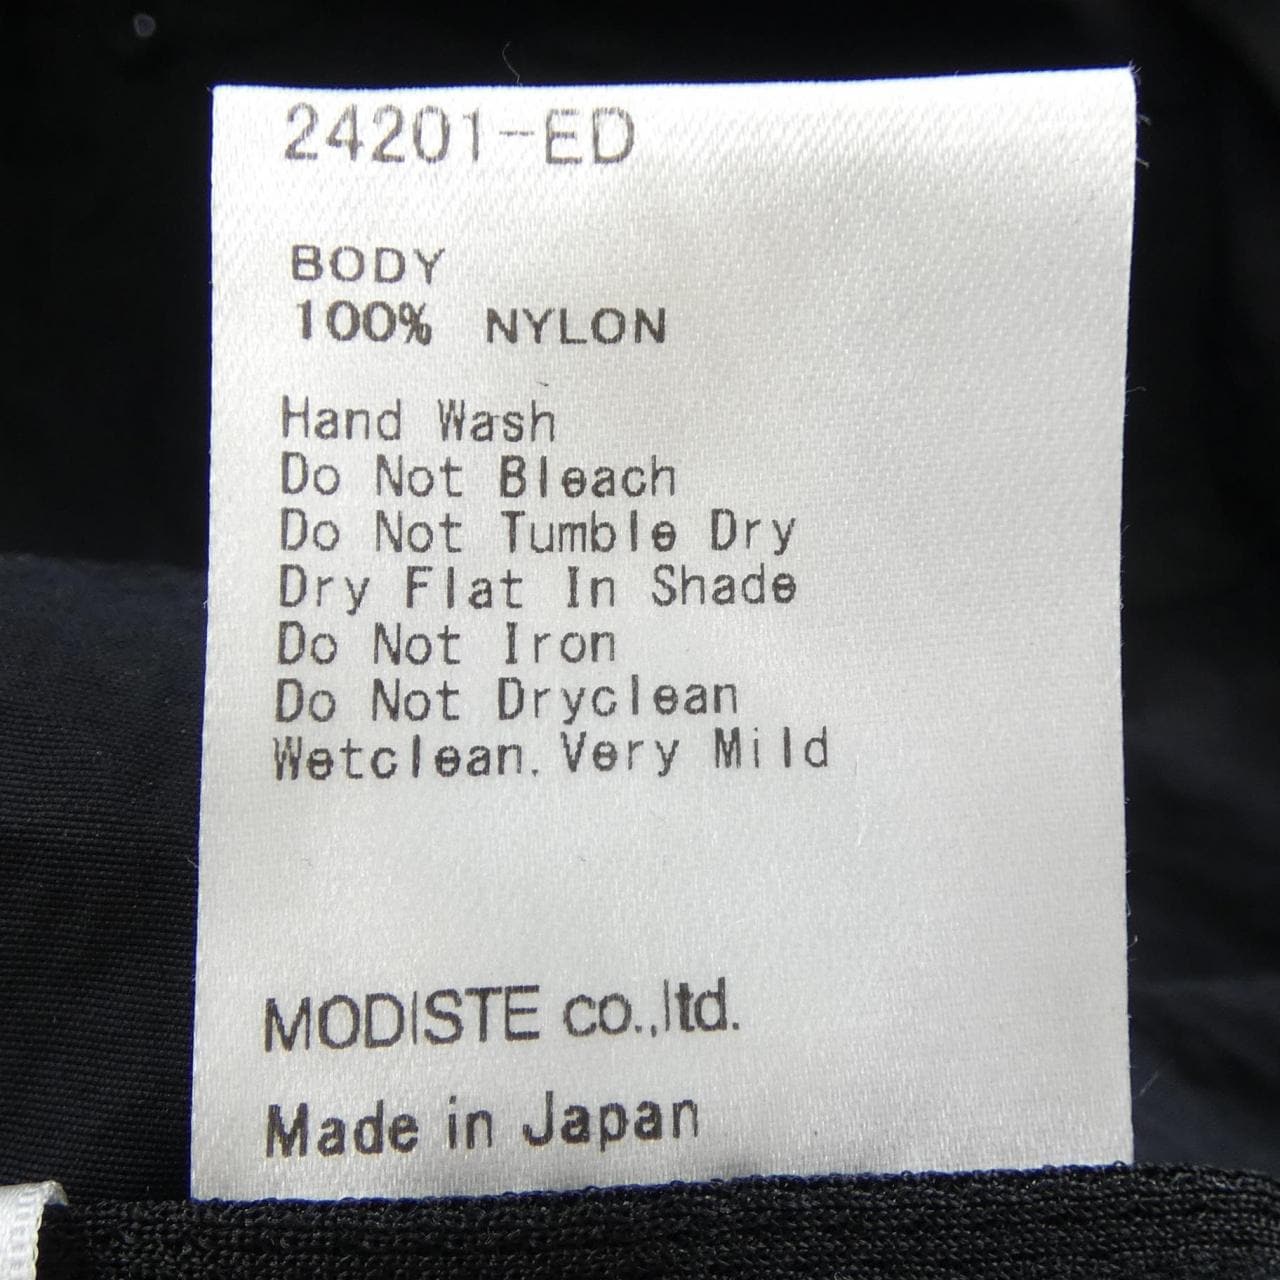 24201-ED
BODY
100% NYLON
Hand Wash
Do Not Bleach
Do Not Tumble Dry
Dry Flat In Shade
Do Not Iron
Do Not Dryclean
Wetclean. Very Mild
MODISTE co.,ltd.
Made in Japan